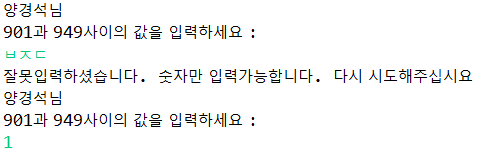 양경석님
901과 949사이의 값을 입력하세요 :
ㅂㅈㄷ
잘못입력하셨습니다. 숫자만 입력가능합니다. 다시 시도해주십시요
양경석님
901과 949사이의 값을 입력하세요 :
1